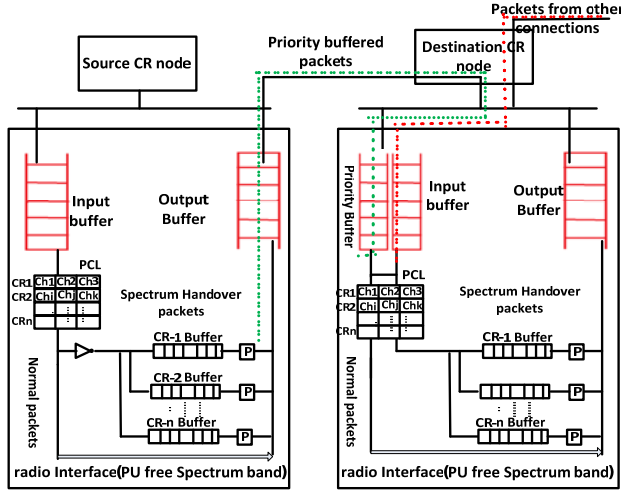 Packets from other
connections
Priority buffered
packets
Source CR node
Destination CR
node
Input
buffer
Output
Buffer
PCL
CR1 Ch1 Ch2 Ch3
CR2 Chi Chj Chk
CRn
Spectrum Handover
packets
Normal packets
CR-1 Buffer P
CR-2 Buffer P
CR-n Buffer P
radio Interface(PU free Spectrum band)
Priority Buffer
Input
buffer
Output
Buffer
PCL
CR1 Ch1 Ch2 Ch3
CR2 Chi Chj Chk
CRn
Spectrum Handover
packets
Normal packets
CR-1 Buffer P
P
CR-n Buffer P
radio Interface(PU free Spectrum band)